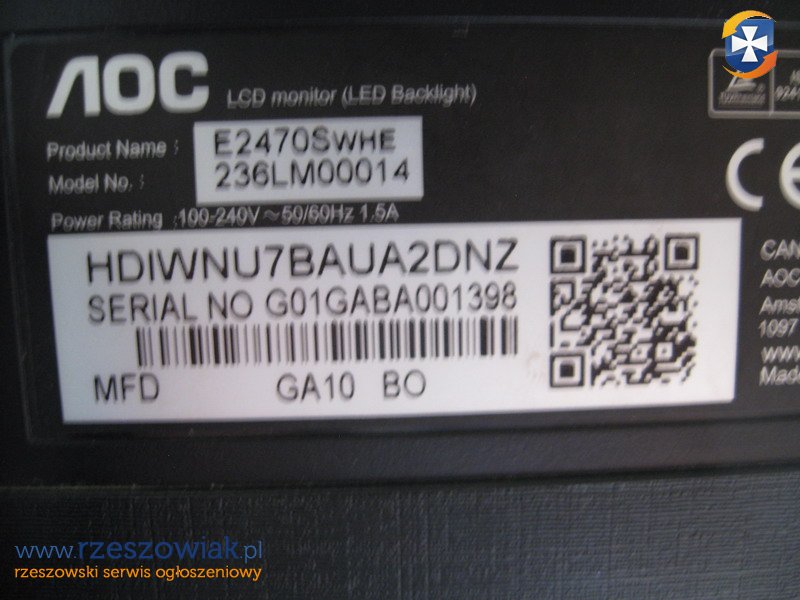 AOC LCD monitor (LED Backlight)
Product Name : E2470SWHE
Model No. : 236LM00014
Power Rating :100-240V ~ 50/60Hz 1.5A
HDIWNU7BAUA2DNZ
SERIAL NO G01GABA001398
MFD GA10 BO
CAN
AOC
Amst
1097
www.
Made
www.rzeszowiak.pl
rzeszowski serwis ogłoszeniowy